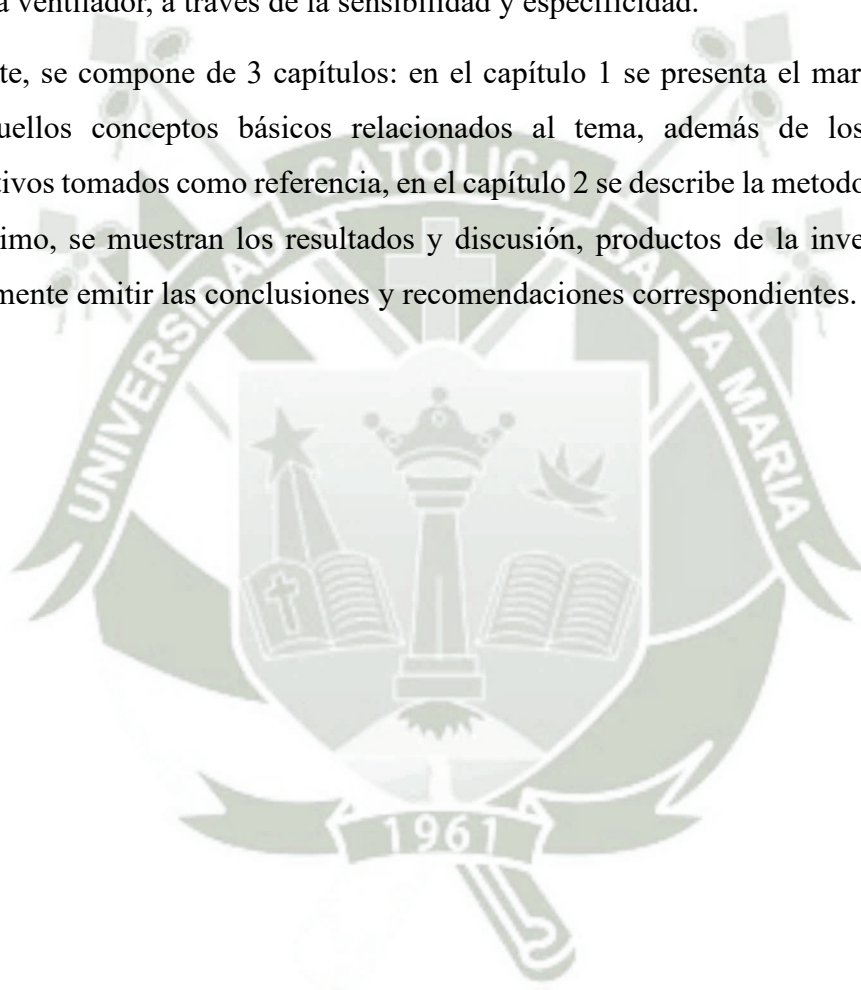 a ventilador, a través de la sensibilidad y especificidad.
te, se compone de 3 capítulos: en el capítulo 1 se presenta el mar
uellos conceptos básicos relacionados al tema, además de los
tivos tomados como referencia, en el capítulo 2 se describe la metodo
imo, se muestran los resultados y discusión, productos de la inve
mente emitir las conclusiones y recomendaciones correspondientes.
UNIVERSIDAD CATOLICA SANTA MARIA
1961